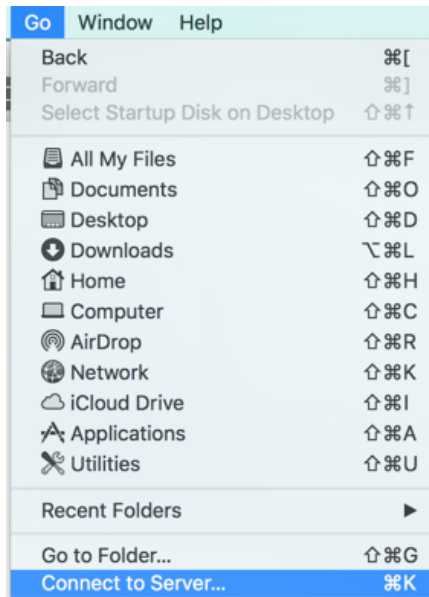 Go Window Help
Back ⌘[
Forward ⌘]
Select Startup Disk on Desktop ⇧⌘↑
All My Files ⇧⌘F
Documents ⇧⌘O
Desktop ⇧⌘D
Downloads ⌥⌘L
Home ⇧⌘H
Computer ⇧⌘C
AirDrop ⇧⌘R
Network ⇧⌘K
iCloud Drive ⇧⌘I
Applications ⇧⌘A
Utilities ⇧⌘U
Recent Folders ▶
Go to Folder... ⇧⌘G
Connect to Server... ⌘K